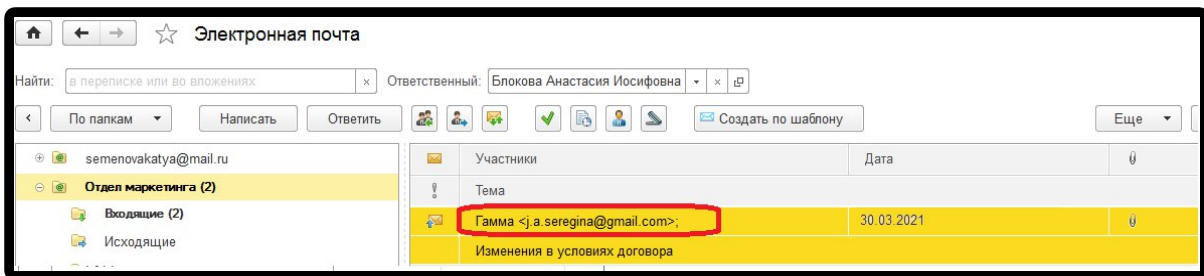 Электронная почта
Найти: в переписке или во вложениях × Ответственный: Блокова Анастасия Иосифовна ×
По папкам Написать Ответить Создать по шаблону Еще
semenovakatya@mail.ru Участники Дата
Отдел маркетинга (2) Тема
Входящие (2) Гамма <j.a.seregina@gmail.com>; 30.03.2021
Исходящие
Изменения в условиях договора